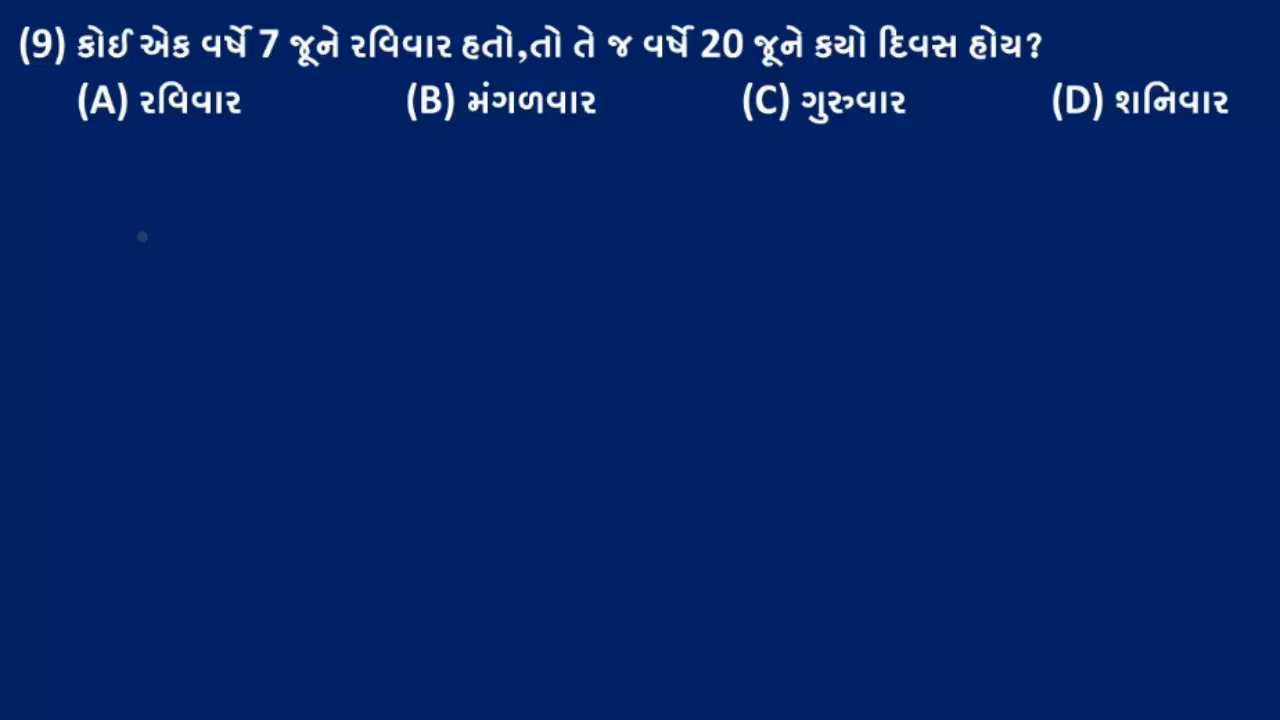 (9) કોઈ એક વર્ષે 7 જૂને રવિવાર હતો,તો તે જ વર્ષે 20 જૂને કયો દિવસ હોય?
(A) રવિવાર (B) મંગળવાર (C) ગુરુવાર (D) શનિવાર